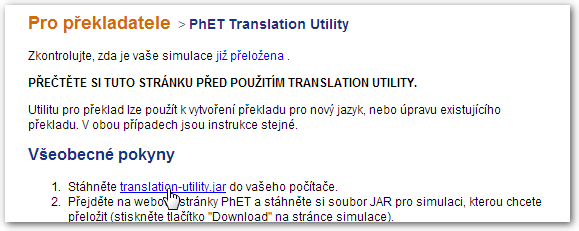 Pro překladatele > PhET Translation Utility
Zkontrolujte, zda je vaše simulace již přeložena .
PŘEČTĚTE SI TUTO STRÁNKU PŘED POUŽITÍM TRANSLATION UTILITY.
Utilitu pro překlad lze použít k vytvoření překladu pro nový jazyk, nebo úpravu existujícího
překladu. V obou případech jsou instrukce stejné.
Všeobecné pokyny
1. Stáhněte translation-utility.jar do vašeho počítače.
2. Přejděte na stránky PhET a stáhněte si soubor JAR pro simulaci, kterou chcete
přeložit (stiskněte tlačítko "Download" na stránce simulace).